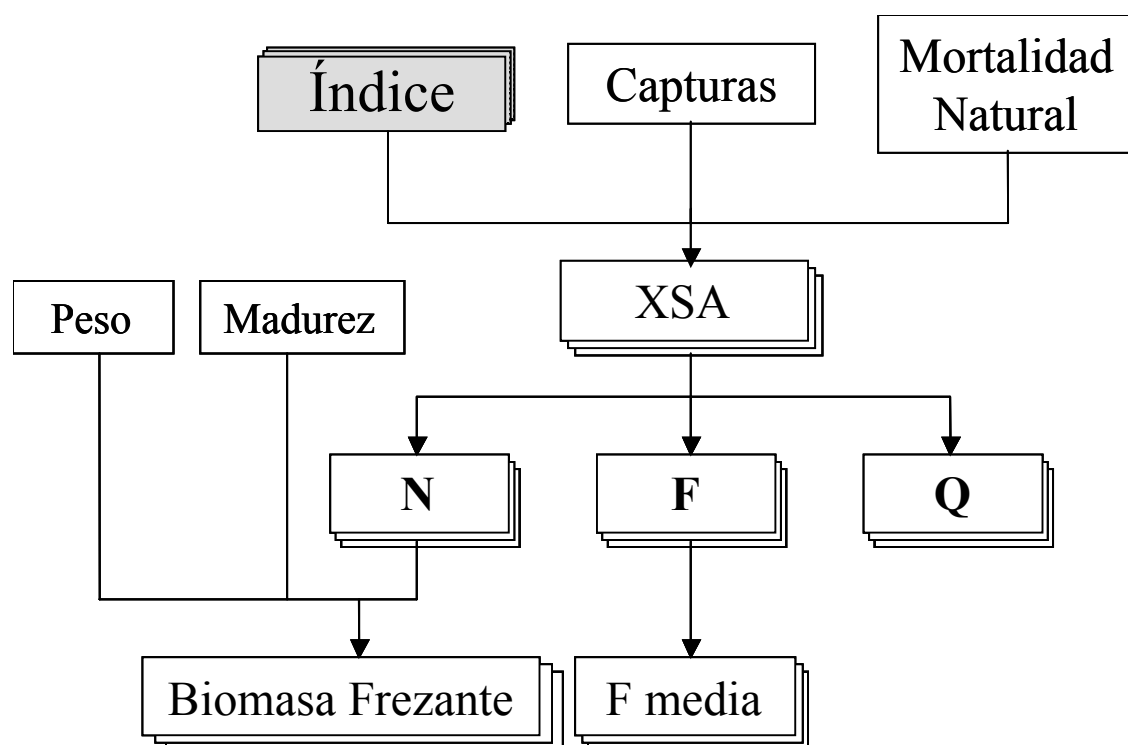 Índice
Capturas
Mortalidad
Natural
XSA
Peso
Madurez
N
F
Q
Biomasa Frezante
F media